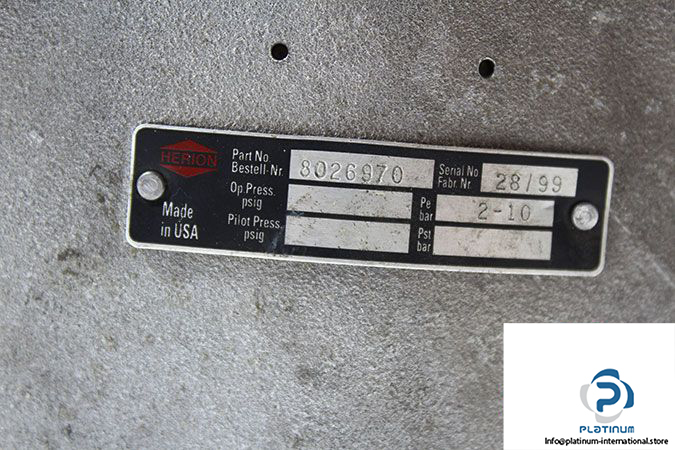 HERION
Made
in USA
Part No. Bestell-Nr. 8026970 Serial No Fabr. Nr. 28/99
Op.Press. psig Pe bar 2-10
Pilot Press. psig Pst bar
PLATINUM
Info@platinum-international.store